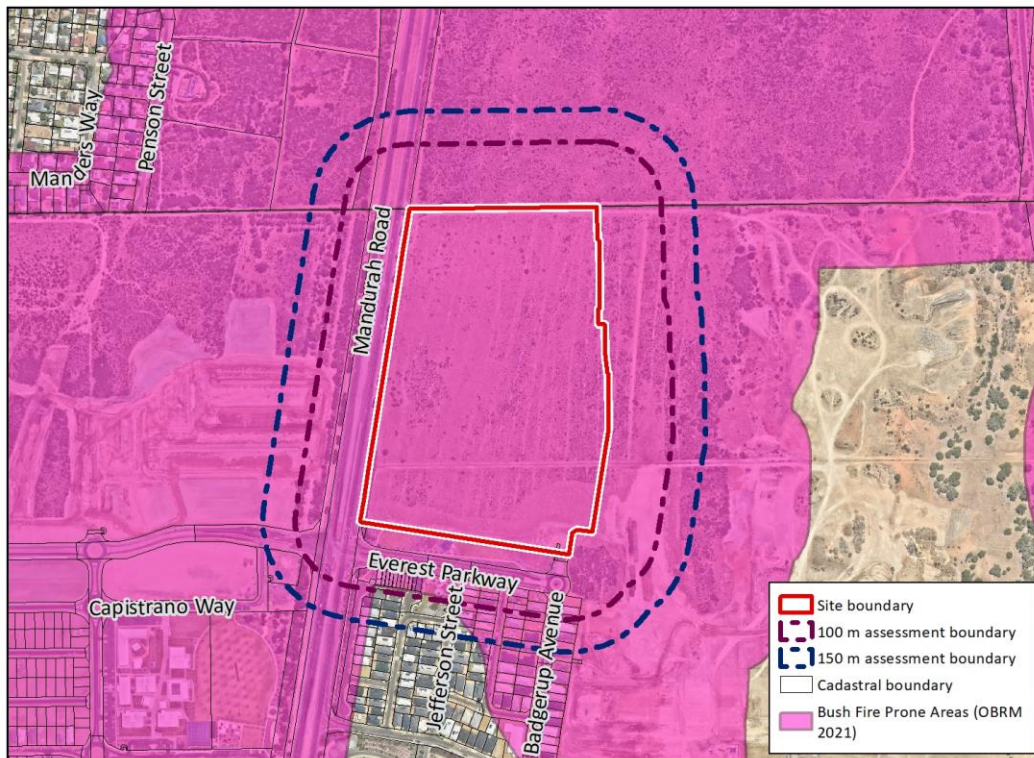 Manders Way
Penson Street
Mandurah Road
Everest Parkway
Capistrano Way
Jefferson Street
Badgerup Avenue
Site boundary
100 m assessment boundary
150 m assessment boundary
Cadastral boundary
Bush Fire Prone Areas (OBRM
2021)